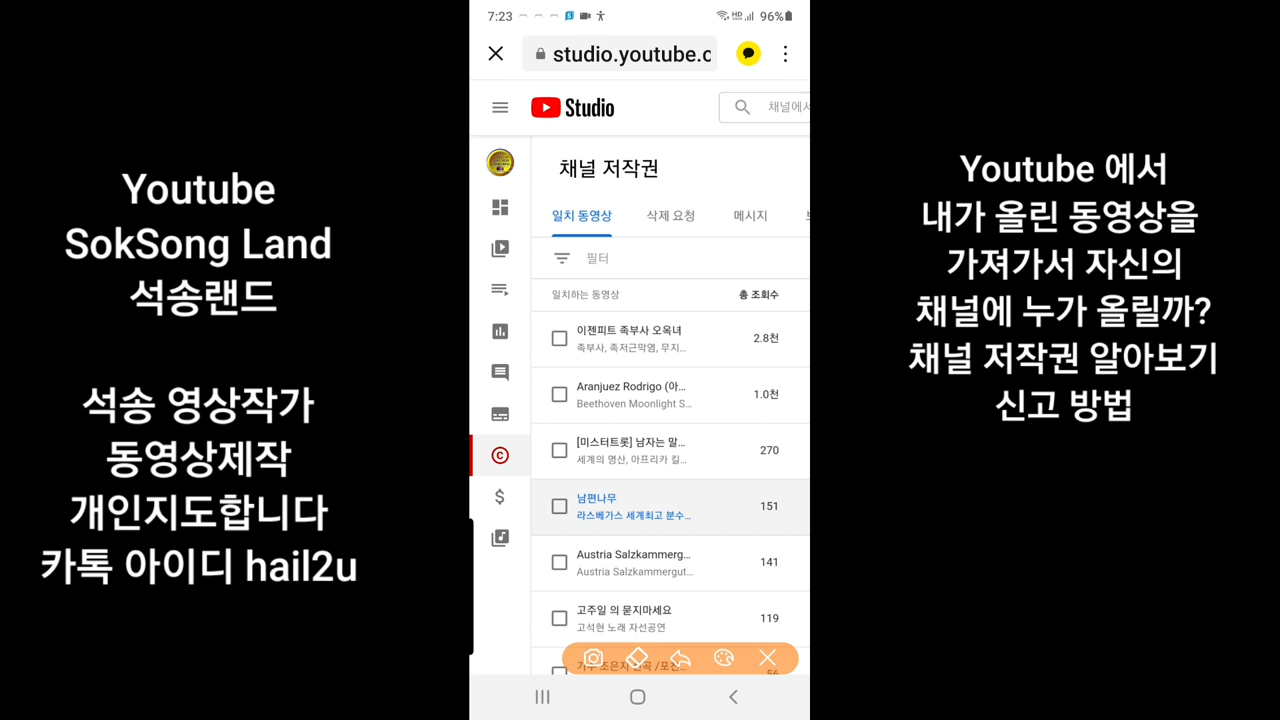 Youtube
SokSong Land
석송랜드
석송 영상작가
동영상제작
개인지도합니다
카톡 아이디 hail2u
7:23
HD
96%
studio.youtube.c
Studio
채널에서
채널 저작권
일치 동영상
삭제 요청
메시지
필터
일치하는 동영상
총 조회수
이젠피트 족부사 오옥녀
족부사, 족저근막염, 무지...
2.8천
Aranjuez Rodrigo (아...
Beethoven Moonlight S...
1.0천
[미스터트롯] 남자는 말...
세계의 명산, 아프리카 킬...
270
남편나무
라스베가스 세계최고 분수...
151
Austria Salzkammerg...
Austria Salzkammergut...
141
고주일 의 묻지마세요
고석현 노래 자선공연
119
56
Youtube 에서
내가 올린 동영상을
가져가서 자신의
채널에 누가 올릴까?
채널 저작권 알아보기
신고 방법